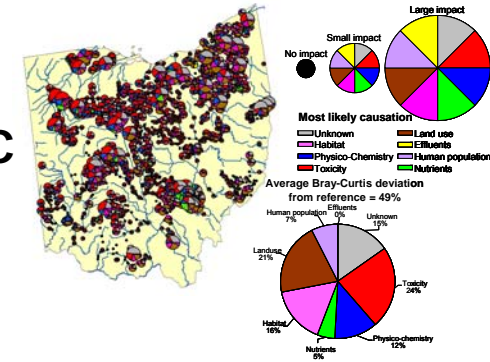 Large impact
Small impact
No impact
C
Most likely causation
Unknown
Land use
Habitat
Effluents
Physico-Chemistry
Human population
Toxicity
Nutrients
Average Bray-Curtis deviation
from reference = 49%
Effluents
0%
Human population
7%
Unknown
15%
Landuse
21%
Toxicity
24%
Habitat
16%
Physico-chemistry
12%
Nutrients
5%